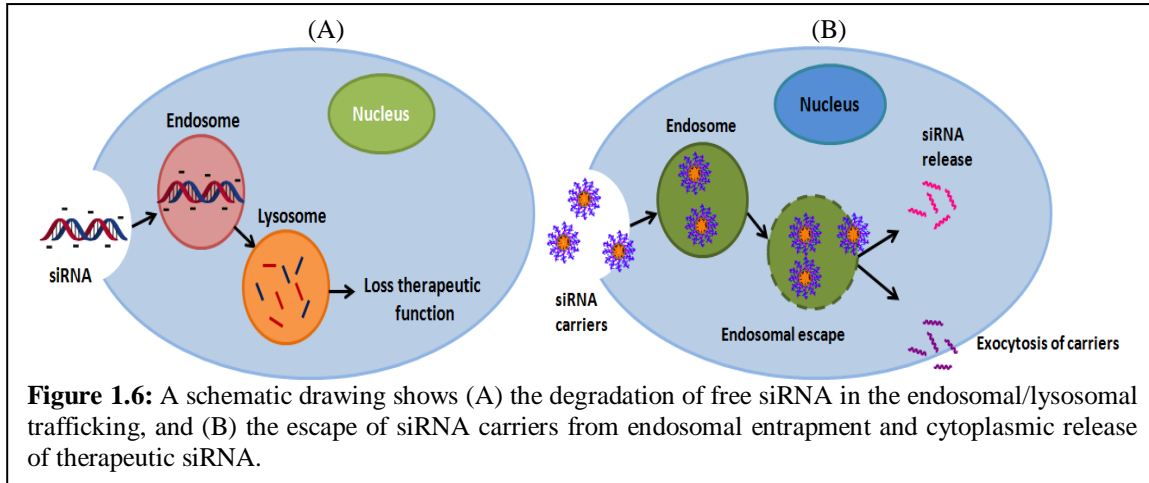 (A)
Nucleus
Endosome
Lysosome
siRNA
Loss therapeutic
function
(B)
Nucleus
Endosome
siRNA
release
siRNA
carriers
Endosomal escape
Exocytosis of carriers
Figure 1.6: A schematic drawing shows (A) the degradation of free siRNA in the endosomal/lysosomal
trafficking, and (B) the escape of siRNA carriers from endosomal entrapment and cytoplasmic release
of therapeutic siRNA.